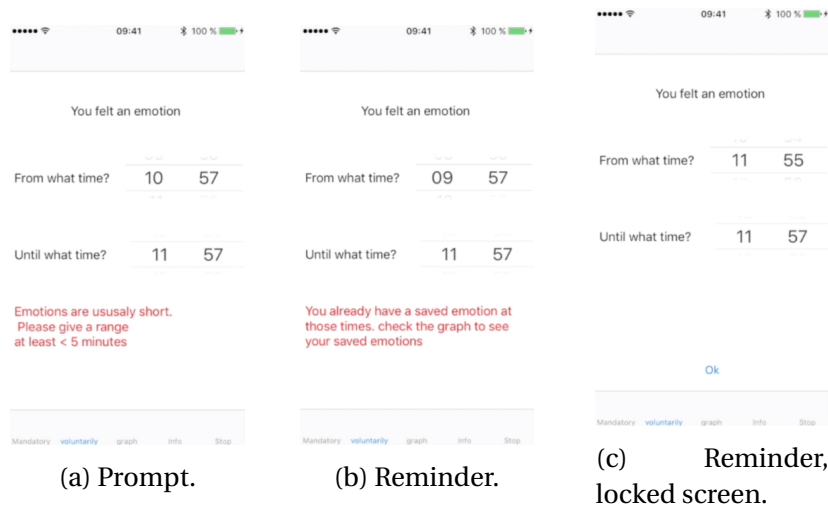 09:41 100 %
You felt an emotion
From what time? 10 57
Until what time? 11 57
Emotions are ususaly short.
Please give a range
at least < 5 minutes
Mandatory voluntarily graph Info Stop
(a) Prompt.
09:41 100 %
You felt an emotion
From what time? 09 57
Until what time? 11 57
You already have a saved emotion at
those times. check the graph to see
your saved emotions
Mandatory voluntarily graph Info Stop
(b) Reminder.
09:41 100 %
You felt an emotion
From what time? 11 55
Until what time? 11 57
Ok
Mandatory voluntarily graph Info Stop
(c) Reminder,
locked screen.